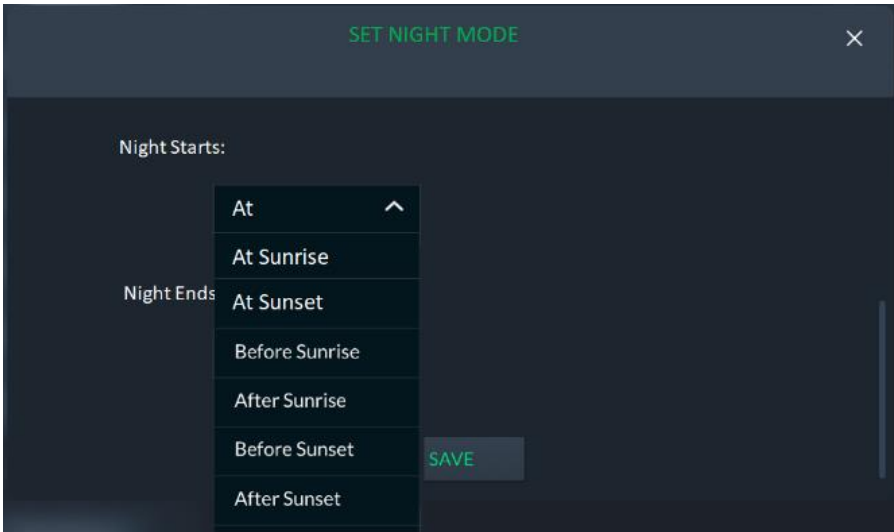 SET NIGHT MODE
Night Starts:
At
At Sunrise
Night Ends
At Sunset
Before Sunrise
After Sunrise
Before Sunset
SAVE
After Sunset